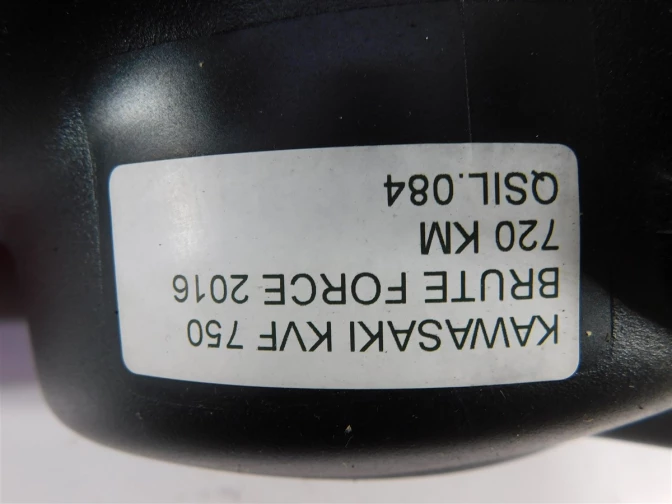 KAWASAKI KVF 750
BRUTE FORCE 2016
720 KM
QSIL.084